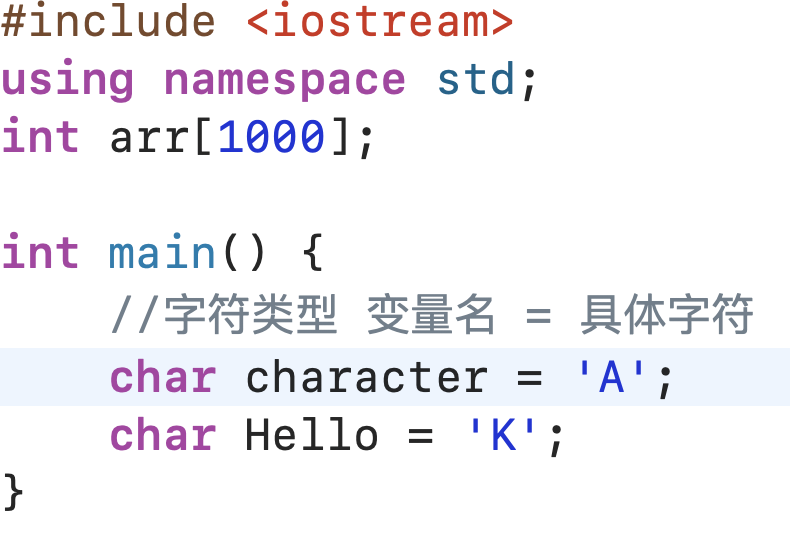 #include <iostream>
using namespace std;
int arr[1000];
int main() {
//字符类型 变量名 = 具体字符
char character = 'A';
char Hello = 'K';
}